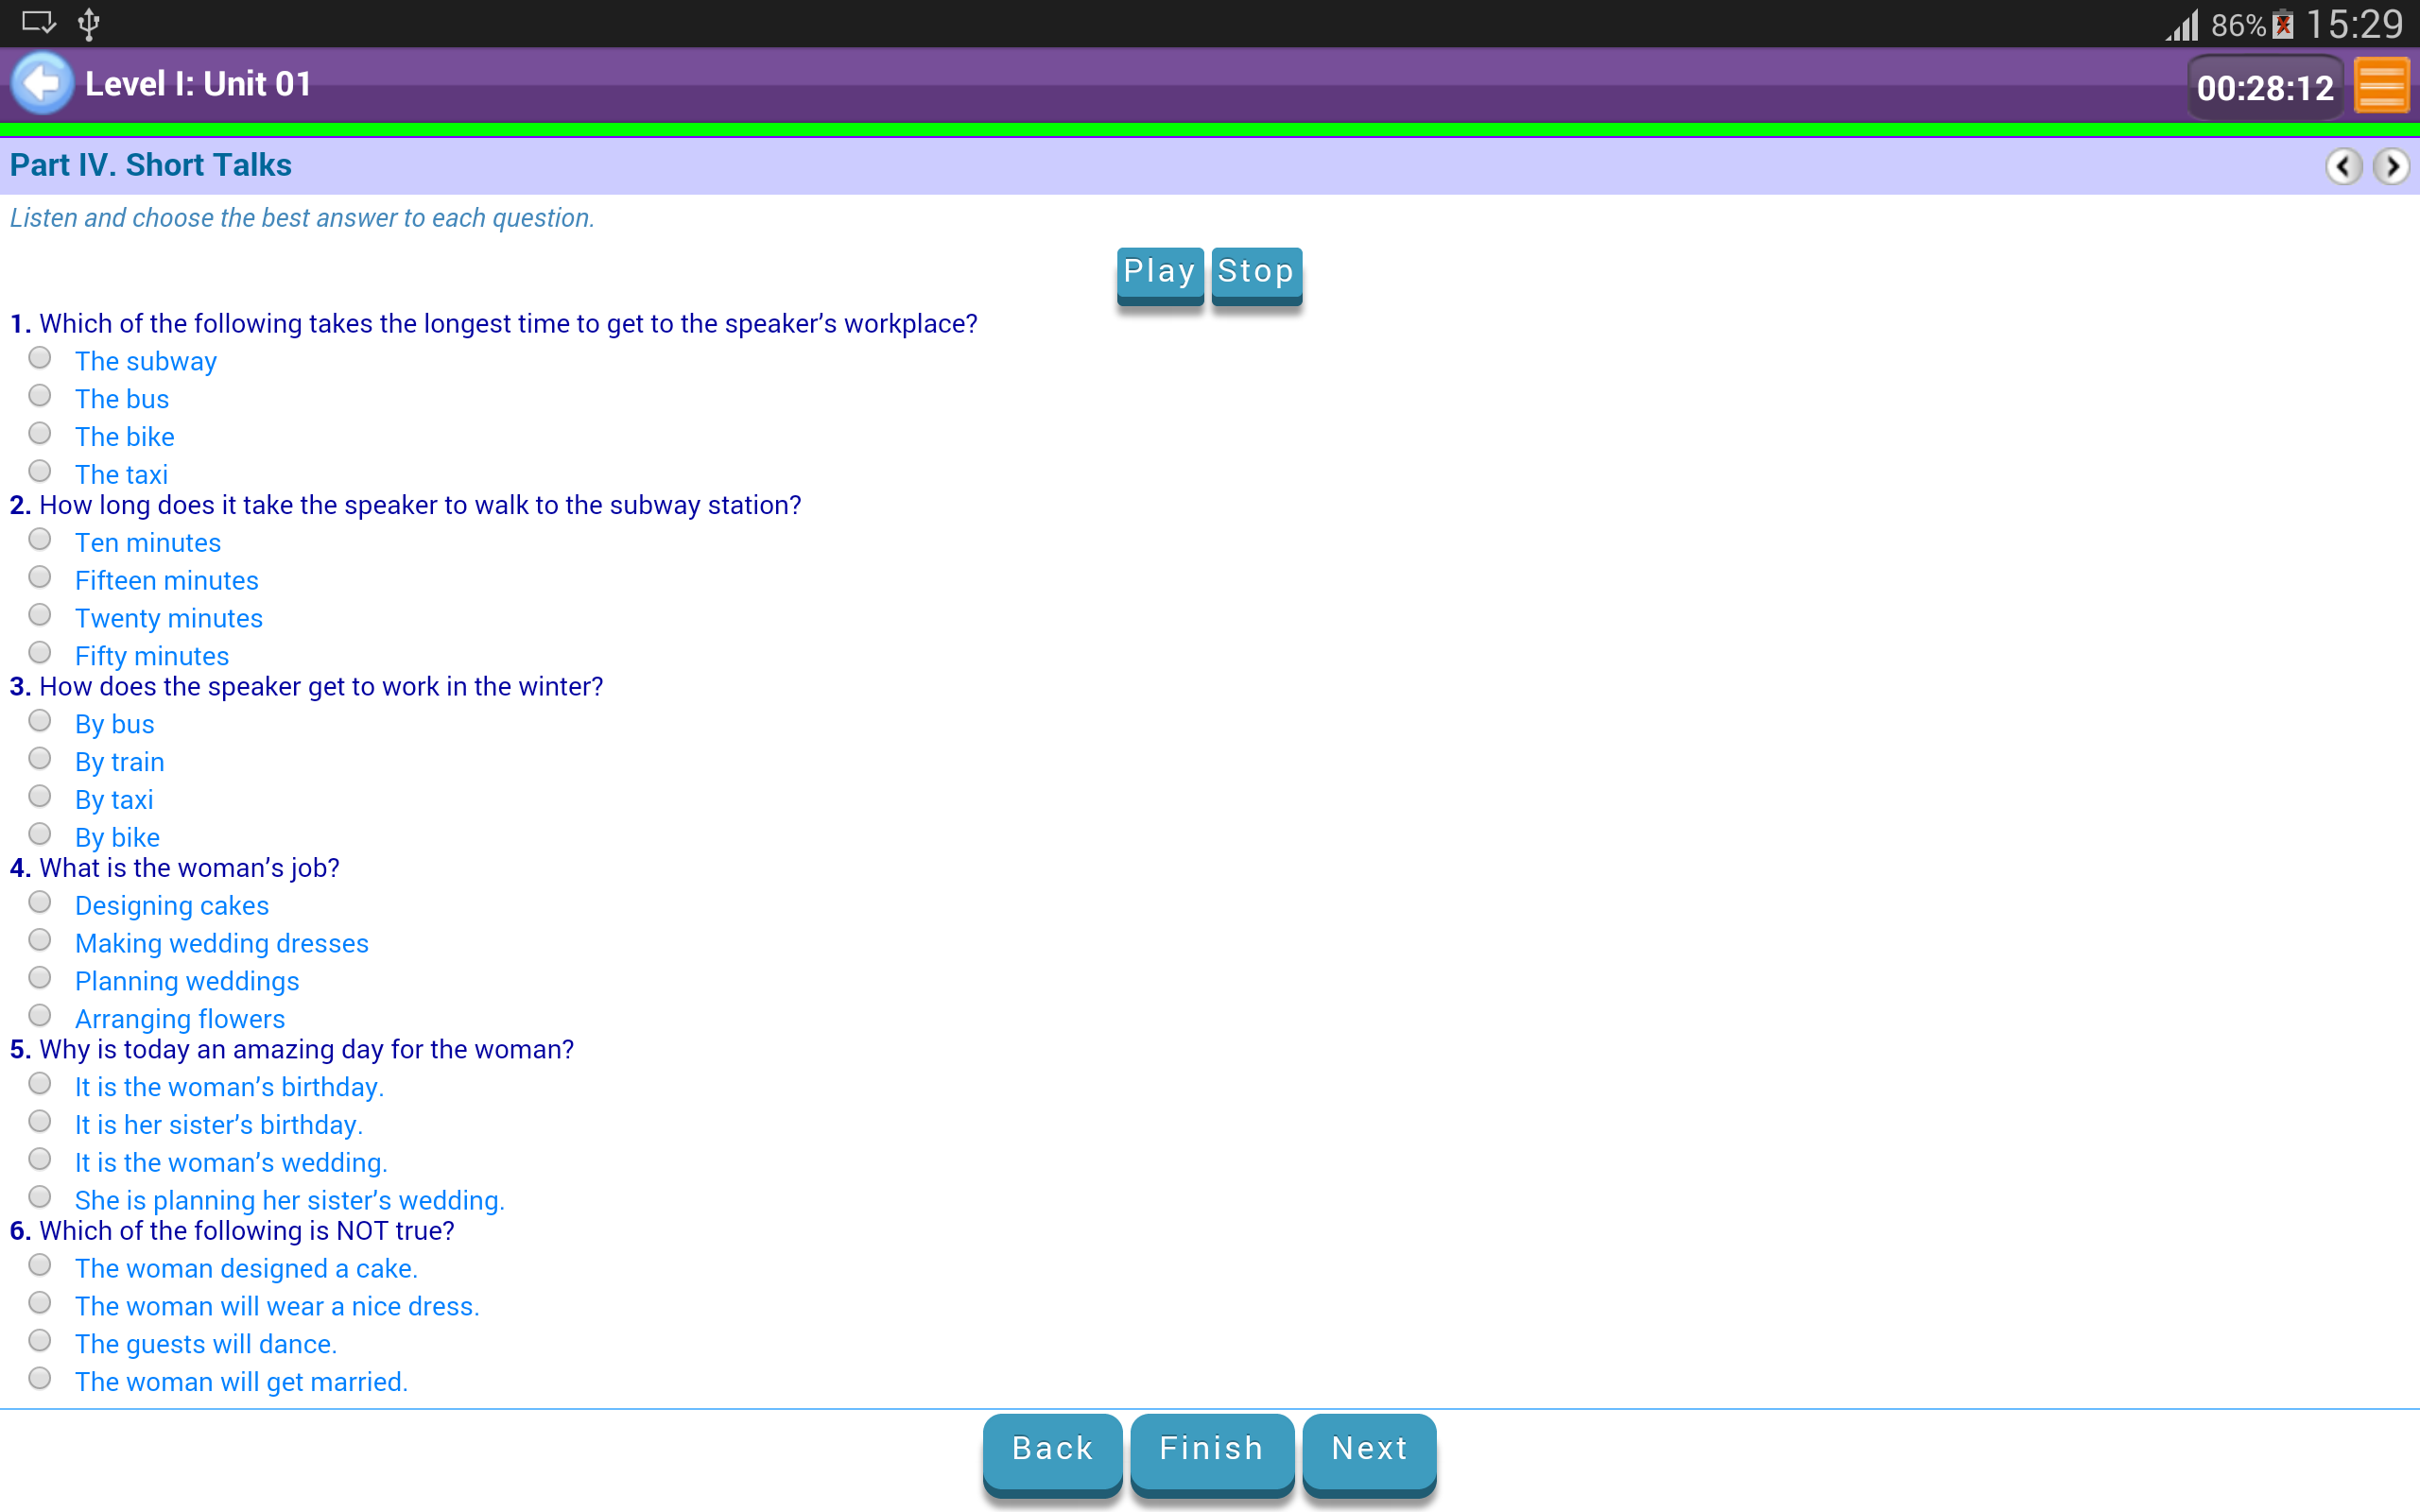 86% 15:29
Level I: Unit 01
00:28:12
Part IV. Short Talks
Listen and choose the best answer to each question.
Play Stop
1. Which of the following takes the longest time to get to the speaker’s workplace?
The subway
The bus
The bike
The taxi
2. How long does it take the speaker to walk to the subway station?
Ten minutes
Fifteen minutes
Twenty minutes
Fifty minutes
3. How does the speaker get to work in the winter?
By bus
By train
By taxi
By bike
4. What is the woman’s job?
Designing cakes
Making wedding dresses
Planning weddings
Arranging flowers
5. Why is today an amazing day for the woman?
It is the woman’s birthday.
It is her sister’s birthday.
It is the woman’s wedding.
She is planning her sister’s wedding.
6. Which of the following is NOT true?
The woman designed a cake.
The woman will wear a nice dress.
The guests will dance.
The woman will get married.
Back Finish Next